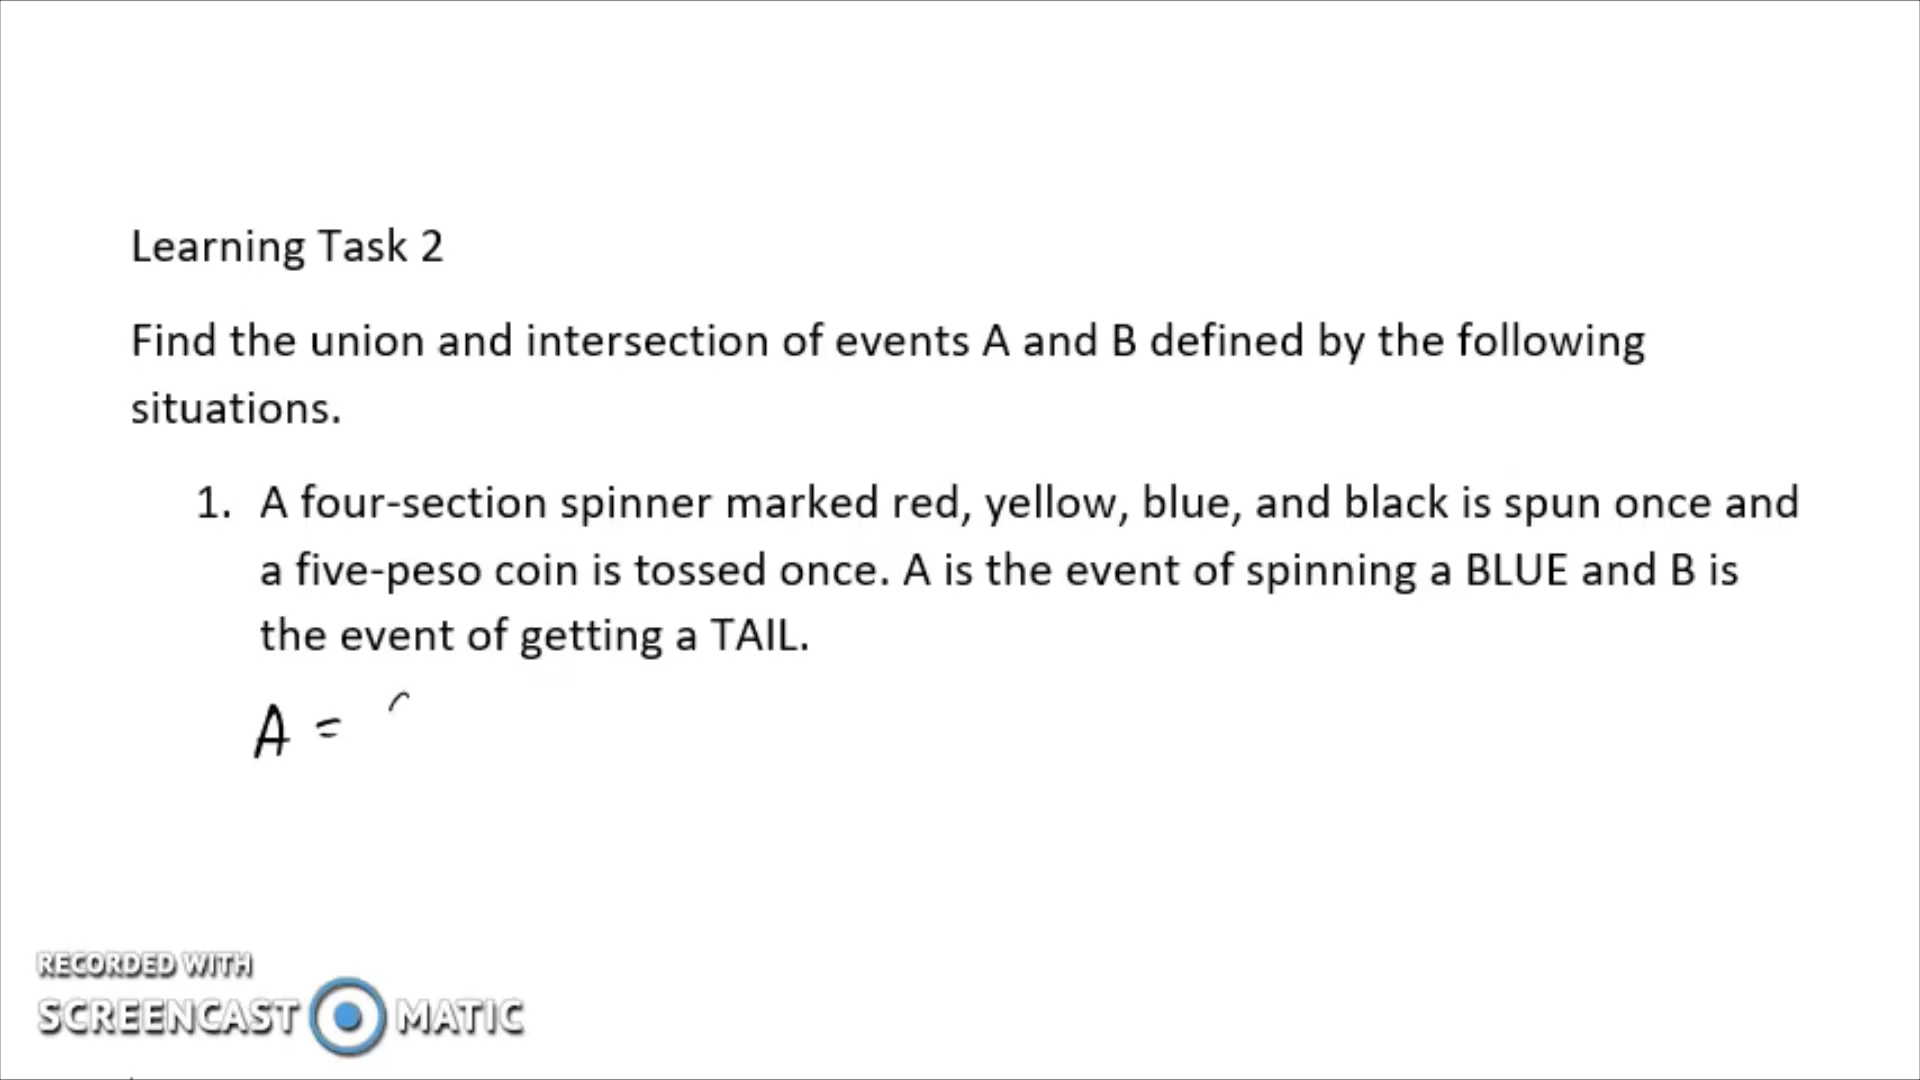 Learning Task 2
Find the union and intersection of events A and B defined by the following
situations.
1. A four-section spinner marked red, yellow, blue, and black is spun once and
a five-peso coin is tossed once. A is the event of spinning a BLUE and B is
the event of getting a TAIL.
A =
RECORDED WITH
SCREENCAST MATIC